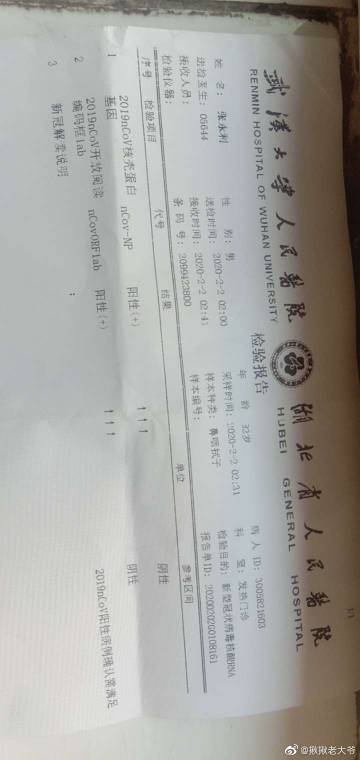 武汉大学人民医院 湖北省人民医院
RENMIN HOSPITAL OF WUHAN UNIVERSITY HUBEI GENERAL HOSPITAL
检验报告
姓 名: 张永利 性 别: 男 年 龄 32岁 病 人 ID: 3005821603
送检医生: 05644 送检时间: 2020-2-2 02:00 采样时间: 2020-2-2 02:31 科 室: 发热门诊
接收人员: 接收时间: 2020-2-2 02:41 样本种类: 鼻咽拭子 检验目的: 新型冠状病毒核酸RNA
检验仪器: 条 码 号: 2099423800 样本编号: 报告单ID: 20200202G0108161
序号 检验项目 代号 结果 单位 参考区间
1 2019nCoV核壳蛋白基因 nCov-NP 阳性(+) ↑↑↑ 阴性
2 2019nCoV开放阅读编码框1ab nCovORF1ab 阳性(+) ↑↑↑ 阴性
3 新冠解读说明 : 2019nCoV阳性病例确认需满足
@揪揪老大爷